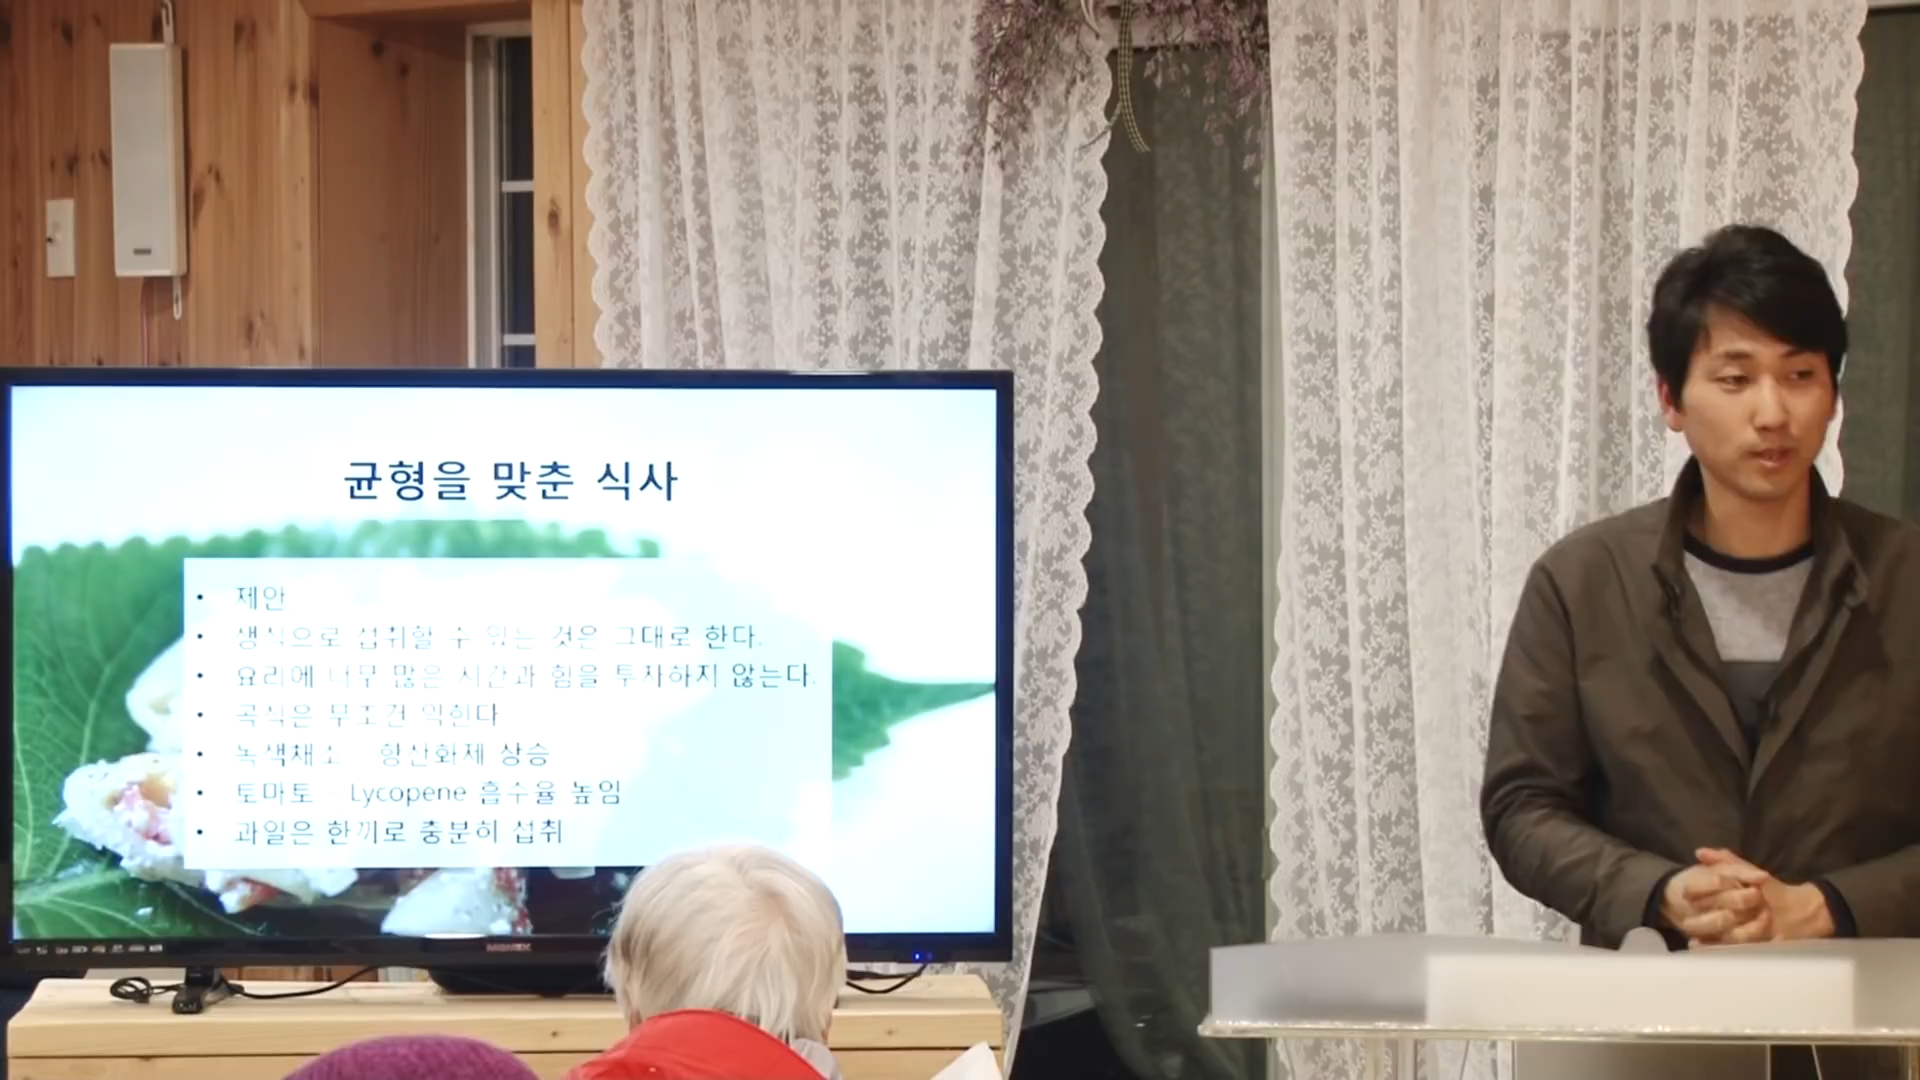 균형을 맞춘 식사
• 제안
• 생식으로 섭취할 수 있는 것은 그대로 한다.
• 요리에 너무 많은 시간과 힘을 투자하지 않는다.
• 곡식은 무조건 익힌다
• 녹색채소 항산화제 상승
• 토마토 - Lycopene 흡수율 높임
• 과일은 한끼로 충분히 섭취